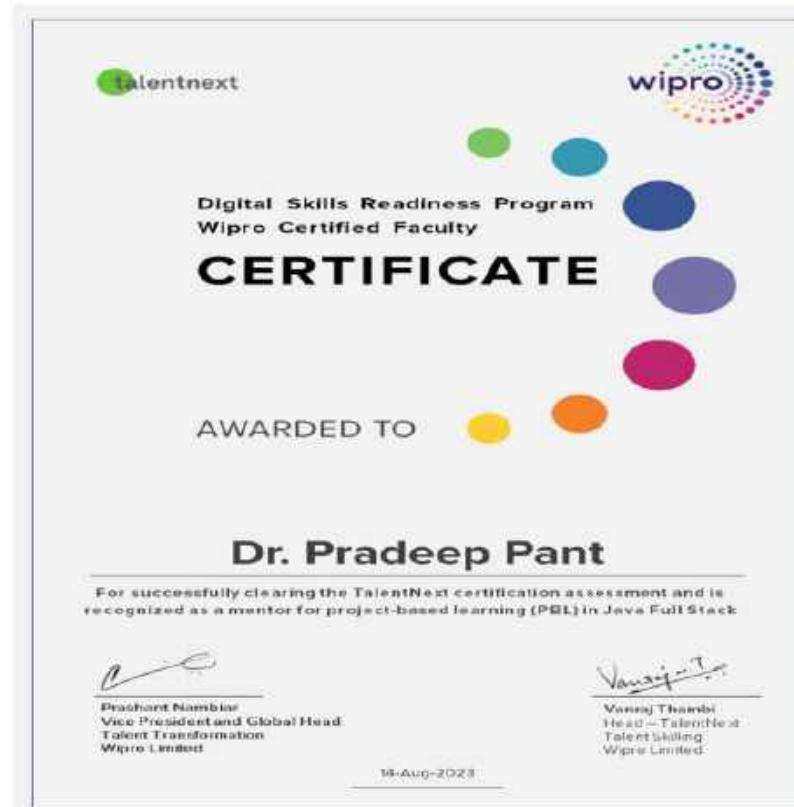 talentnext
wipro
Digital Skills Readiness Program
Wipro Certified Faculty
CERTIFICATE
AWARDED TO
Dr. Pradeep Pant
For successfully clearing the TalentNext certification assessment and is
recognized as a mentor for project-based learning (PBL) in Java Full Stack
Prashant Nambiar
Vice President and Global Head
Talent Transformation
Wipro Limited
Vanraj T
Vanraj Thambi
Head – TalentNext
Talent Skilling
Wipro Limited
-Aug-2023